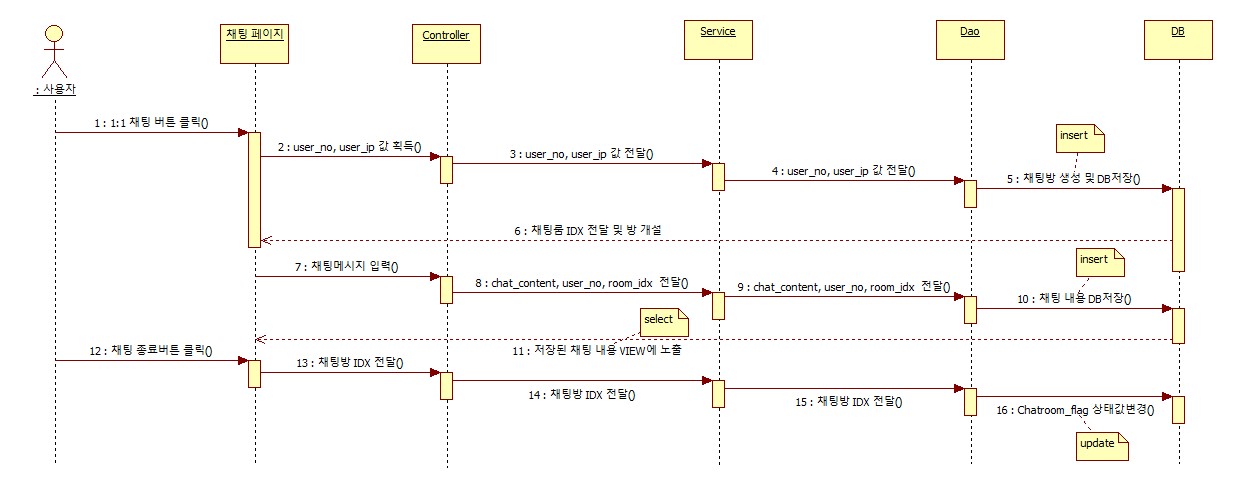 채팅 페이지
Controller
Service
Dao
DB
: 사용자
1 : 1:1 채팅 버튼 클릭()
insert
2 : user_no, user_ip 값 획득()
3 : user_no, user_ip 값 전달()
4 : user_no, user_ip 값 전달()
5 : 채팅방 생성 및 DB저장()
6 : 채팅룸 IDX 전달 및 방 개설
insert
7 : 채팅메시지 입력()
8 : chat_content, user_no, room_idx 전달()
9 : chat_content, user_no, room_idx 전달()
10 : 채팅 내용 DB저장()
select
11 : 저장된 채팅 내용 VIEW에 노출
12 : 채팅 종료버튼 클릭()
13 : 채팅방 IDX 전달()
14 : 채팅방 IDX 전달()
15 : 채팅방 IDX 전달()
16 : Chatroom_flag 상태값변경()
update